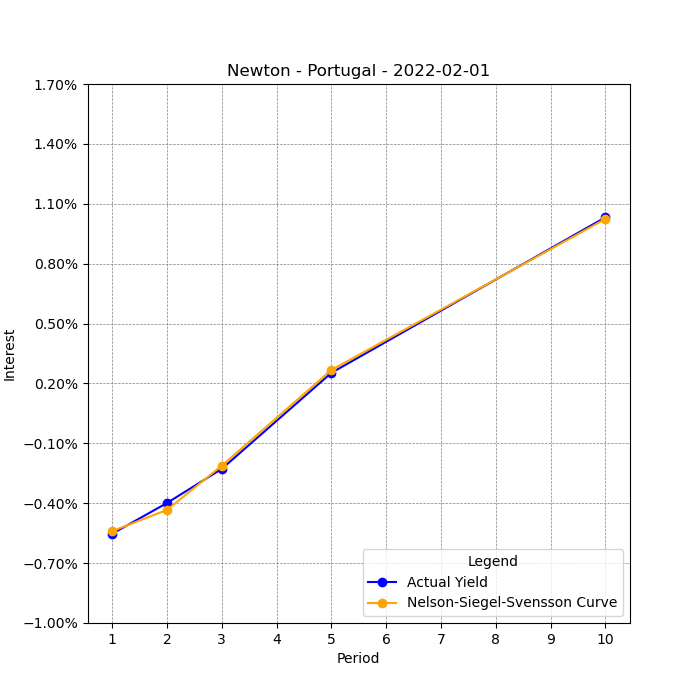 Newton - Portugal - 2022-02-01
1.70%
1.40%
1.10%
0.80%
0.50%
0.20%
−0.10%
−0.40%
−0.70%
−1.00%
Interest
1 2 3 4 5 6 7 8 9 10
Period
Legend
Actual Yield
Nelson-Siegel-Svensson Curve